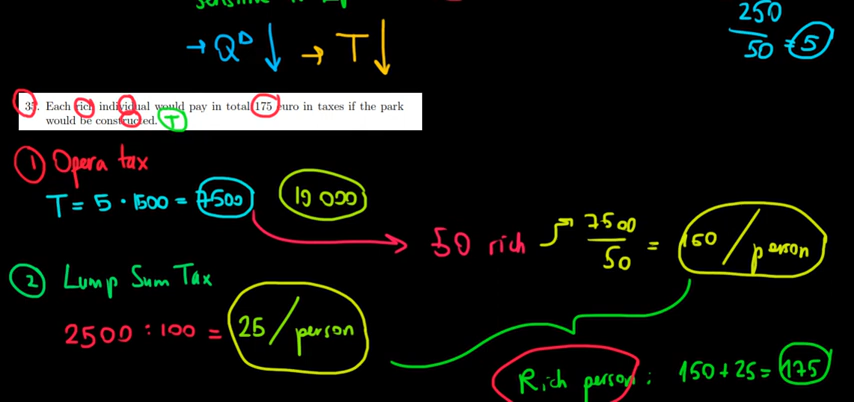 250
50 = 5
→ Q^D ↓ → T ↓
37. Each rich individual would pay in total 175 euro in taxes if the park
would be constructed. T
① Opera tax
T = 5 · 1500 = 7500 10 000
50 rich → 7500
50 = 150 / person
② Lump Sum Tax
2500 : 100 = 25 / person
Rich person: 150 + 25 = 175